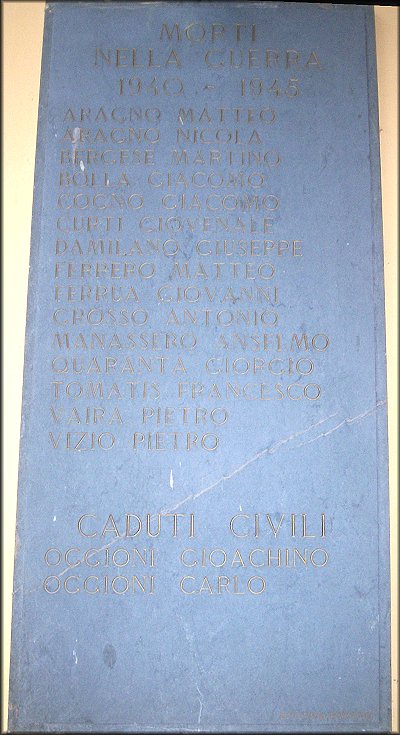 MORTI
NELLA GUERRA
1940 - 1945
ARAGNO MATTEO
ARAGNO NICOLA
BERGESE MARTINO
BOLLA GIACOMO
COGNO GIACOMO
CURTI GIOVENALE
DAMILANO GIUSEPPE
FERRERO MATTEO
FERRUA GIOVANNI
GROSSO ANTONIO
MANASSERO ANSELMO
QUARANTA GIORGIO
TOMATIS FRANCESCO
VAIRA PIETRO
VIZIO PIETRO
CADUTI CIVILI
OGGIONI GIOACHINO
OGGIONI CARLO